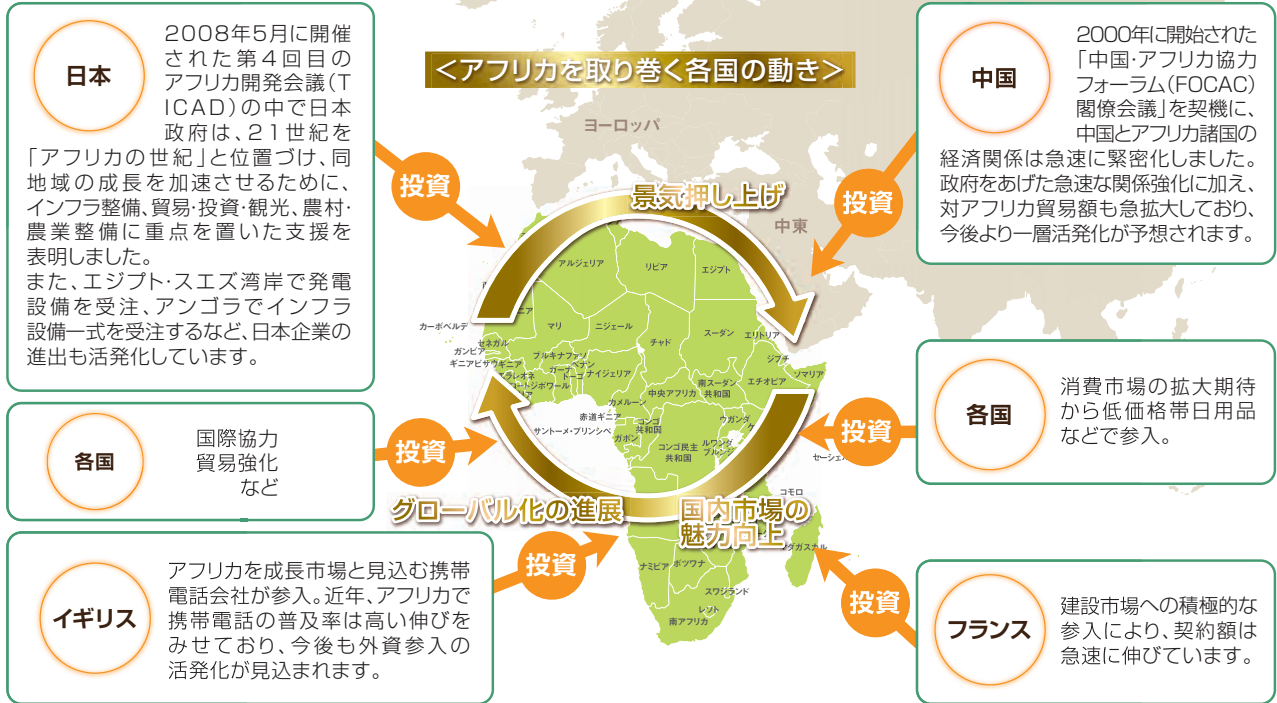 ＜アフリカを取り巻く各国の動き＞
日本
2008年5月に開催
された第4回目の
アフリカ開発会議(T
ICAD)の中で日本
政府は、21世紀を
「アフリカの世紀」と位置づけ、同
地域の成長を加速させるために、
インフラ整備、貿易・投資・観光、農村・
農業整備に重点を置いた支援を
表明しました。
また、エジプト・スエズ湾岸で発電
設備を受注、アンゴラでインフラ
設備一式を受注するなど、日本企業の
進出も活発化しています。
投資
中国
2000年に開始された
「中国・アフリカ協力
フォーラム(FOCAC)
閣僚会議」を契機に、
中国とアフリカ諸国の
経済関係は急速に緊密化しました。
政府をあげた急速な関係強化に加え、
対アフリカ貿易額も急拡大しており、
今後より一層活発化が予想されます。
投資
各国
国際協力
貿易強化
など
投資
各国
消費市場の拡大期待
から低価格帯日用品
などで参入。
投資
イギリス
アフリカを成長市場と見込む携帯
電話会社が参入。近年、アフリカで
携帯電話の普及率は高い伸びを
みせており、今後も外資参入の
活発化が見込まれます。
投資
フランス
建設市場への積極的な
参入により、契約額は
急速に伸びています。
投資
ヨーロッパ
中東
景気押し上げ
グローバル化の進展
国内市場の
魅力向上
アルジェリア
リビア
エジプト
カーボベルデ
マリ
ニジェール
チャド
スーダン
エリトリア
セネガル
ガンビア
ギニアビサウ
ギニア
ブルキナファソ
ベナン
ガーナ
トーゴ
ナイジェリア
ジブチ
ソマリア
エチオピア
南スーダン
共和国
中央アフリカ
カメルーン
赤道ギニア
サントーメ・プリンシペ
ガボン
コンゴ
共和国
コンゴ民主
共和国
ウガンダ
ルワンダ
ブルンジ
コモロ
ナミビア
ボツワナ
スワジランド
レソト
南アフリカ